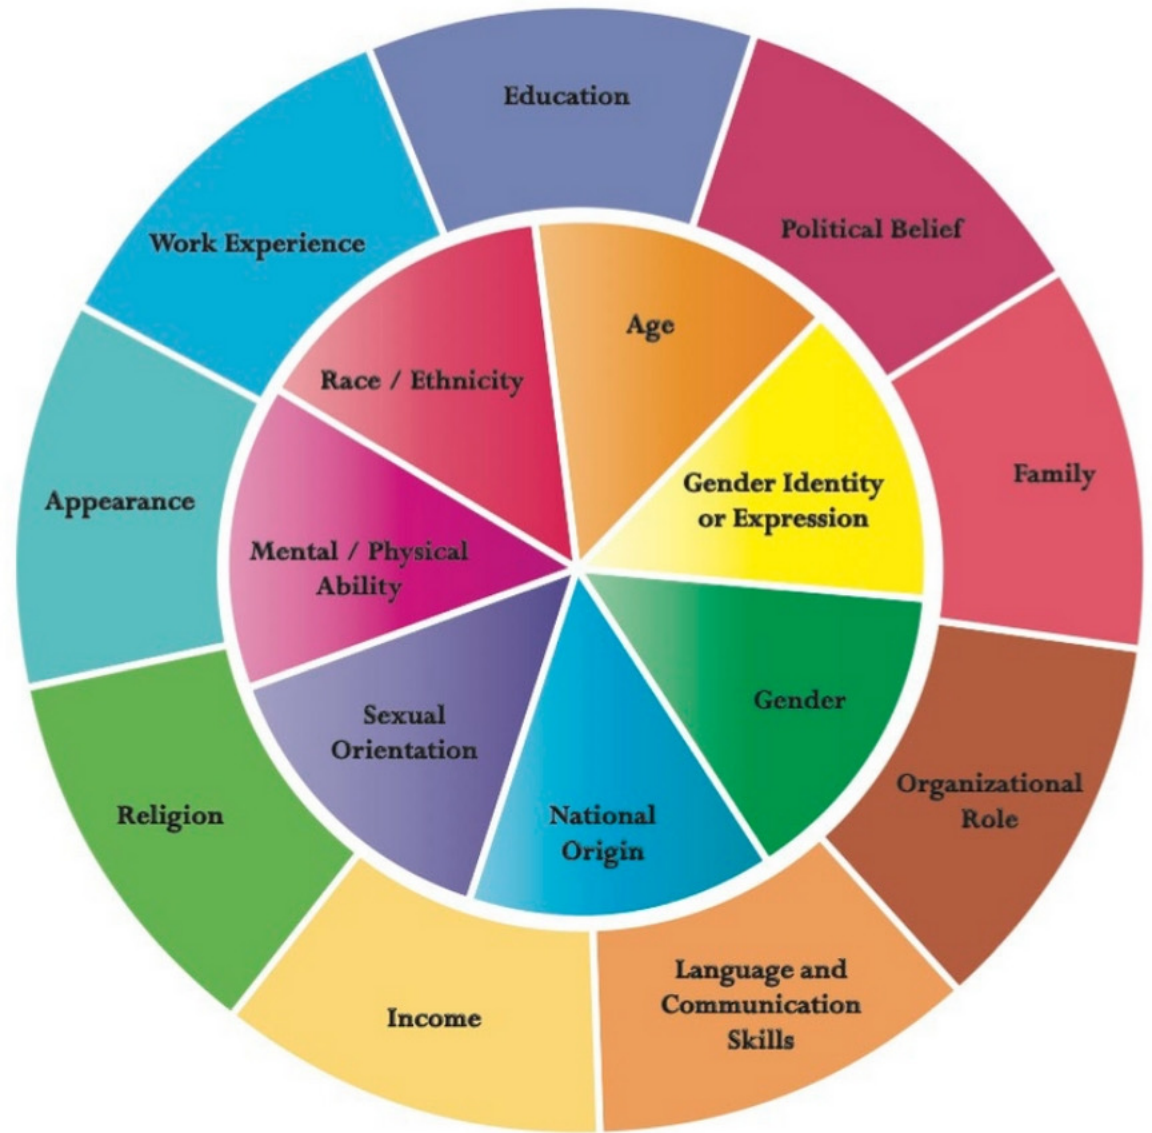 Education
Political Belief
Work Experience
Age
Race / Ethnicity
Family
Gender Identity
or Expression
Appearance
Mental / Physical
Ability
Gender
Sexual
Orientation
Organizational
Role
Religion
National
Origin
Language and
Communication
Skills
Income